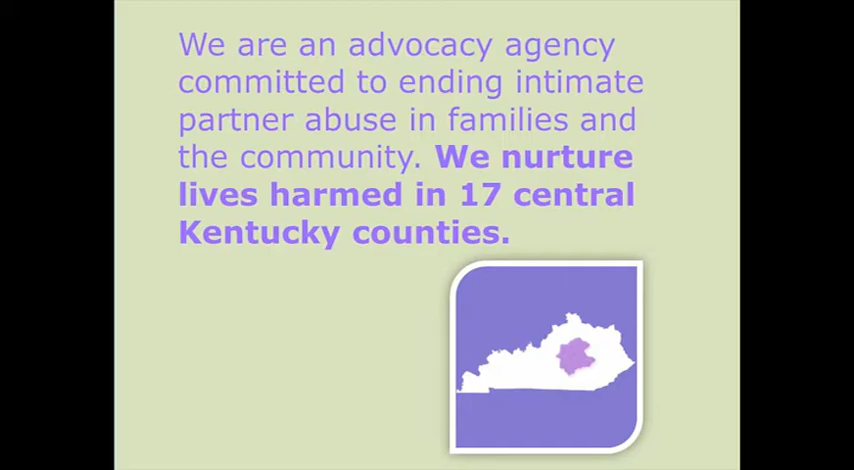 We are an advocacy agency
committed to ending intimate
partner abuse in families and
the community. We nurture
lives harmed in 17 central
Kentucky counties.